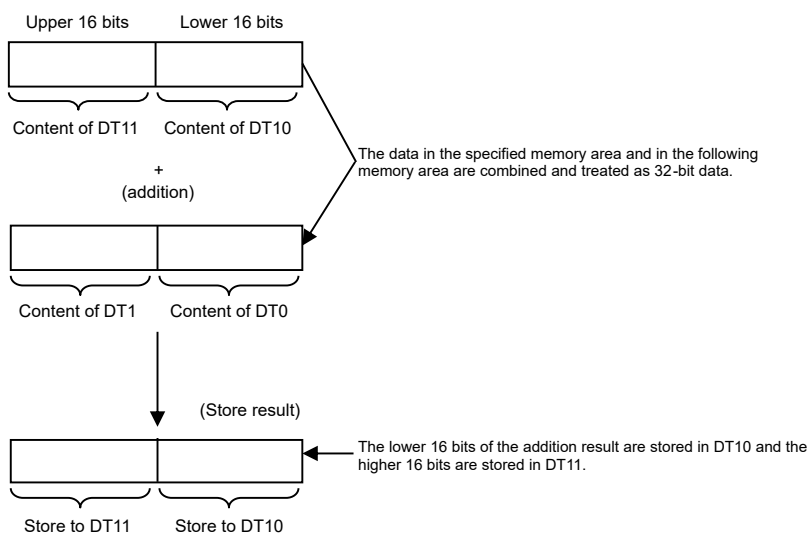 Upper 16 bits Lower 16 bits
Content of DT11 Content of DT10
The data in the specified memory area and in the following
memory area are combined and treated as 32-bit data.
+
(addition)
Content of DT1 Content of DT0
(Store result)
The lower 16 bits of the addition result are stored in DT10 and the
higher 16 bits are stored in DT11.
Store to DT11 Store to DT10